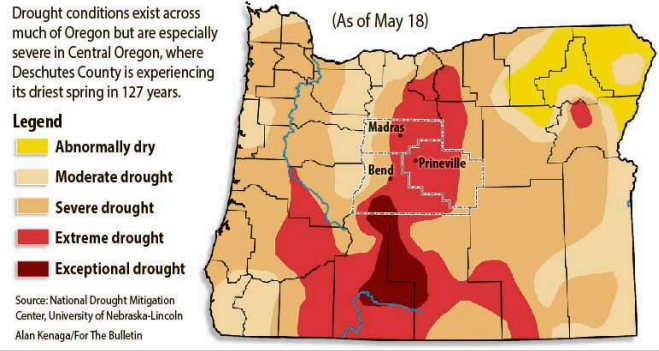 Drought conditions exist across
much of Oregon but are especially
severe in Central Oregon, where
Deschutes County is experiencing
its driest spring in 127 years.
(As of May 18)
Legend
Abnormally dry
Moderate drought
Severe drought
Extreme drought
Exceptional drought
Madras
Prineville
Bend
Source: National Drought Mitigation
Center, University of Nebraska-Lincoln
Alan Kenaga/For The Bulletin